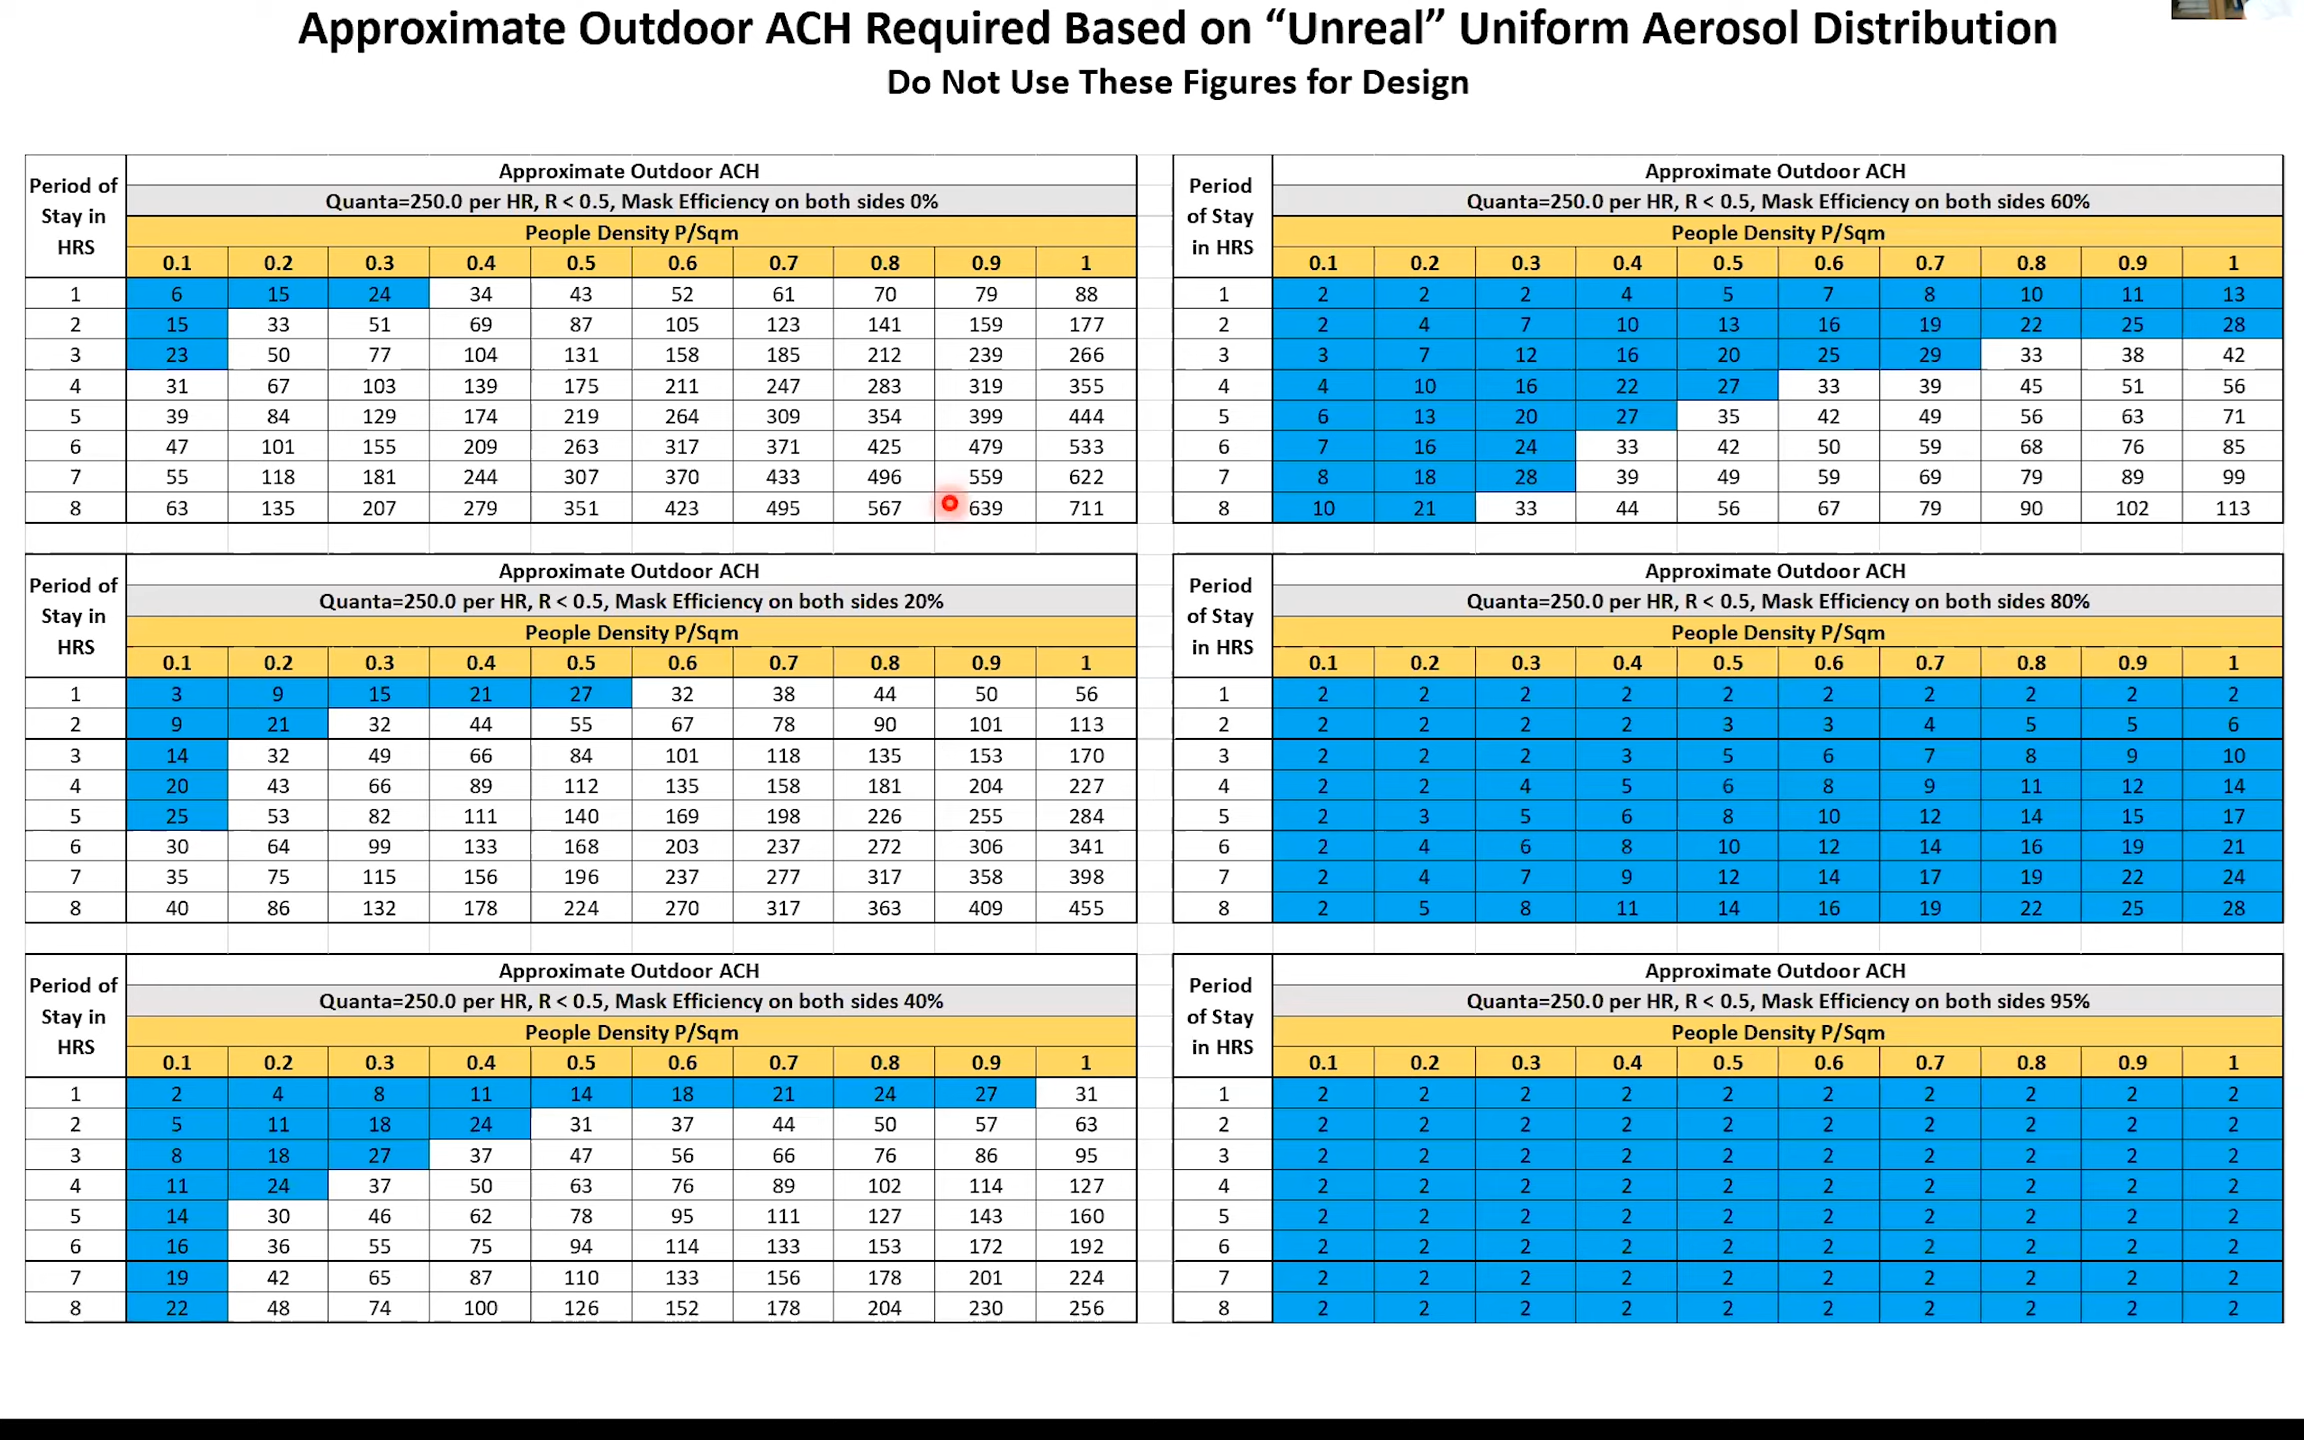 Approximate Outdoor ACH Required Based on “Unreal” Uniform Aerosol Distribution
Do Not Use These Figures for Design
Period of Stay in HRS
Approximate Outdoor ACH
Quanta=250.0 per HR, R < 0.5, Mask Efficiency on both sides 0%
People Density P/Sqm
0.1 0.2 0.3 0.4 0.5 0.6 0.7 0.8 0.9 1
1 6 15 24 34 43 52 61 70 79 88
2 15 33 51 69 87 105 123 141 159 177
3 23 50 77 104 131 158 185 212 239 266
4 31 67 103 139 175 211 247 283 319 355
5 39 84 129 174 219 264 309 354 399 444
6 47 101 155 209 263 317 371 425 479 533
7 55 118 181 244 307 370 433 496 559 622
8 63 135 207 279 351 423 495 567 639 711
Period of Stay in HRS
Approximate Outdoor ACH
Quanta=250.0 per HR, R < 0.5, Mask Efficiency on both sides 20%
People Density P/Sqm
0.1 0.2 0.3 0.4 0.5 0.6 0.7 0.8 0.9 1
1 3 9 15 21 27 32 38 44 50 56
2 9 21 32 44 55 67 78 90 101 113
3 14 32 49 66 84 101 118 135 153 170
4 20 43 66 89 112 135 158 181 204 227
5 25 53 82 111 140 169 198 226 255 284
6 30 64 99 133 168 203 237 272 306 341
7 35 75 115 156 196 237 277 317 358 398
8 40 86 132 178 224 270 317 363 409 455
Period of Stay in HRS
Approximate Outdoor ACH
Quanta=250.0 per HR, R < 0.5, Mask Efficiency on both sides 40%
People Density P/Sqm
0.1 0.2 0.3 0.4 0.5 0.6 0.7 0.8 0.9 1
1 2 4 8 11 14 18 21 24 27 31
2 5 11 18 24 31 37 44 50 57 63
3 8 18 27 37 47 56 66 76 86 95
4 11 24 37 50 63 76 89 102 114 127
5 14 30 46 62 78 95 111 127 143 160
6 16 36 55 75 94 114 133 153 172 192
7 19 42 65 87 110 133 156 178 201 224
8 22 48 74 100 126 152 178 204 230 256
Period of Stay in HRS
Approximate Outdoor ACH
Quanta=250.0 per HR, R < 0.5, Mask Efficiency on both sides 60%
People Density P/Sqm
0.1 0.2 0.3 0.4 0.5 0.6 0.7 0.8 0.9 1
1 2 2 2 4 5 7 8 10 11 13
2 2 4 7 10 13 16 19 22 25 28
3 3 7 12 16 20 25 29 33 38 42
4 4 10 16 22 27 33 39 45 51 56
5 6 13 20 27 35 42 49 56 63 71
6 7 16 24 33 42 50 59 68 76 85
7 8 18 28 39 49 59 69 79 89 99
8 10 21 33 44 56 67 79 90 102 113
Period of Stay in HRS
Approximate Outdoor ACH
Quanta=250.0 per HR, R < 0.5, Mask Efficiency on both sides 80%
People Density P/Sqm
0.1 0.2 0.3 0.4 0.5 0.6 0.7 0.8 0.9 1
1 2 2 2 2 2 2 2 2 2 2
2 2 2 2 2 3 3 4 5 5 6
3 2 2 2 3 5 6 7 8 9 10
4 2 2 4 5 6 8 9 11 12 14
5 2 3 5 6 8 10 12 14 15 17
6 2 4 6 8 10 12 14 16 19 21
7 2 4 7 9 12 14 17 19 22 24
8 2 5 8 11 14 16 19 22 25 28
Period of Stay in HRS
Approximate Outdoor ACH
Quanta=250.0 per HR, R < 0.5, Mask Efficiency on both sides 95%
People Density P/Sqm
0.1 0.2 0.3 0.4 0.5 0.6 0.7 0.8 0.9 1
1 2 2 2 2 2 2 2 2 2 2
2 2 2 2 2 2 2 2 2 2 2
3 2 2 2 2 2 2 2 2 2 2
4 2 2 2 2 2 2 2 2 2 2
5 2 2 2 2 2 2 2 2 2 2
6 2 2 2 2 2 2 2 2 2 2
7 2 2 2 2 2 2 2 2 2 2
8 2 2 2 2 2 2 2 2 2 2